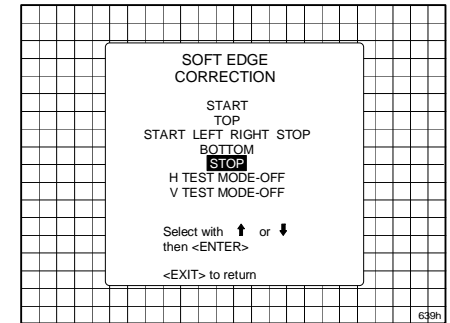 SOFT EDGE
CORRECTION
START
TOP
START LEFT RIGHT STOP
BOTTOM
STOP
H TEST MODE-OFF
V TEST MODE-OFF
Select with ⬆ or ⬇
then <ENTER>
<EXIT> to return
639h